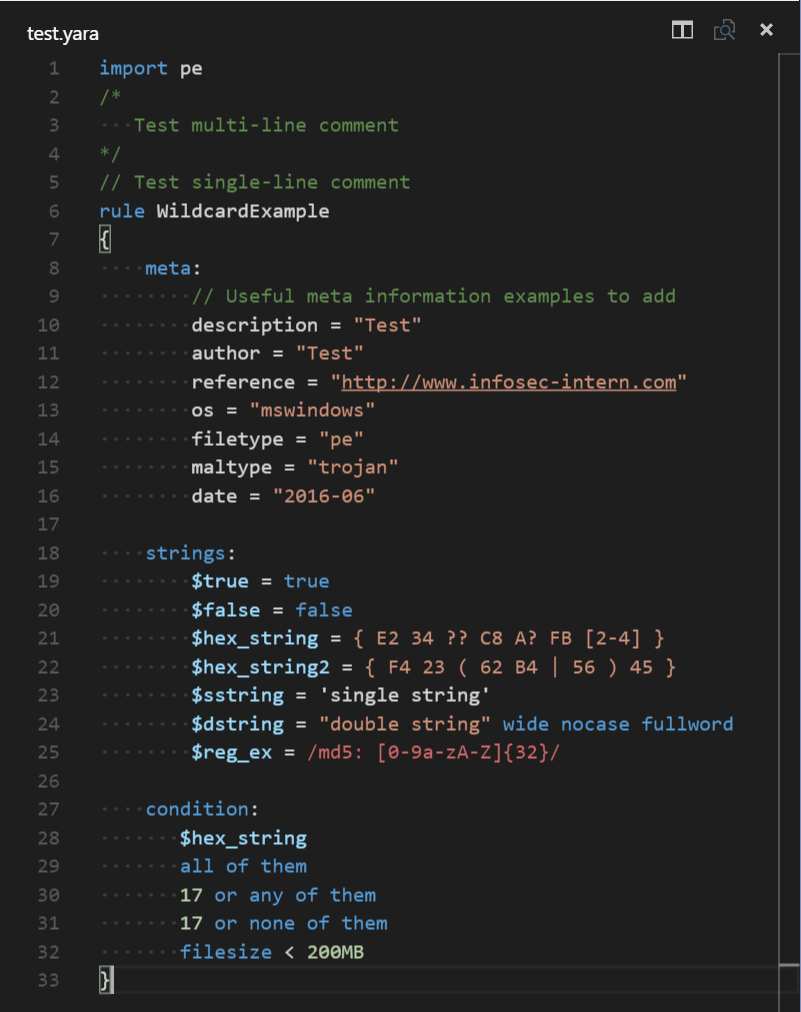 test.yara
1 import pe
2 /*
3    Test multi-line comment
4 */
5 // Test single-line comment
6 rule WildcardExample
7 {
8     meta:
9         // Useful meta information examples to add
10         description = "Test"
11         author = "Test"
12         reference = "http://www.infosec-intern.com"
13         os = "mswindows"
14         filetype = "pe"
15         maltype = "trojan"
16         date = "2016-06"
17
18     strings:
19         $true = true
20         $false = false
21         $hex_string = { E2 34 ?? C8 A? FB [2-4] }
22         $hex_string2 = { F4 23 ( 62 B4 | 56 ) 45 }
23         $sstring = 'single string'
24         $dstring = "double string" wide nocase fullword
25         $reg_ex = /md5: [0-9a-zA-Z]{32}/
26
27     condition:
28        $hex_string
29        all of them
30        17 or any of them
31        17 or none of them
32        filesize < 200MB
33 }